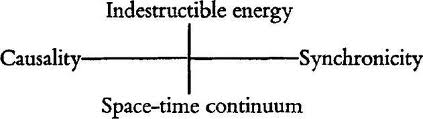 Indestructible energy
Causality
Synchronicity
Space-time continuum